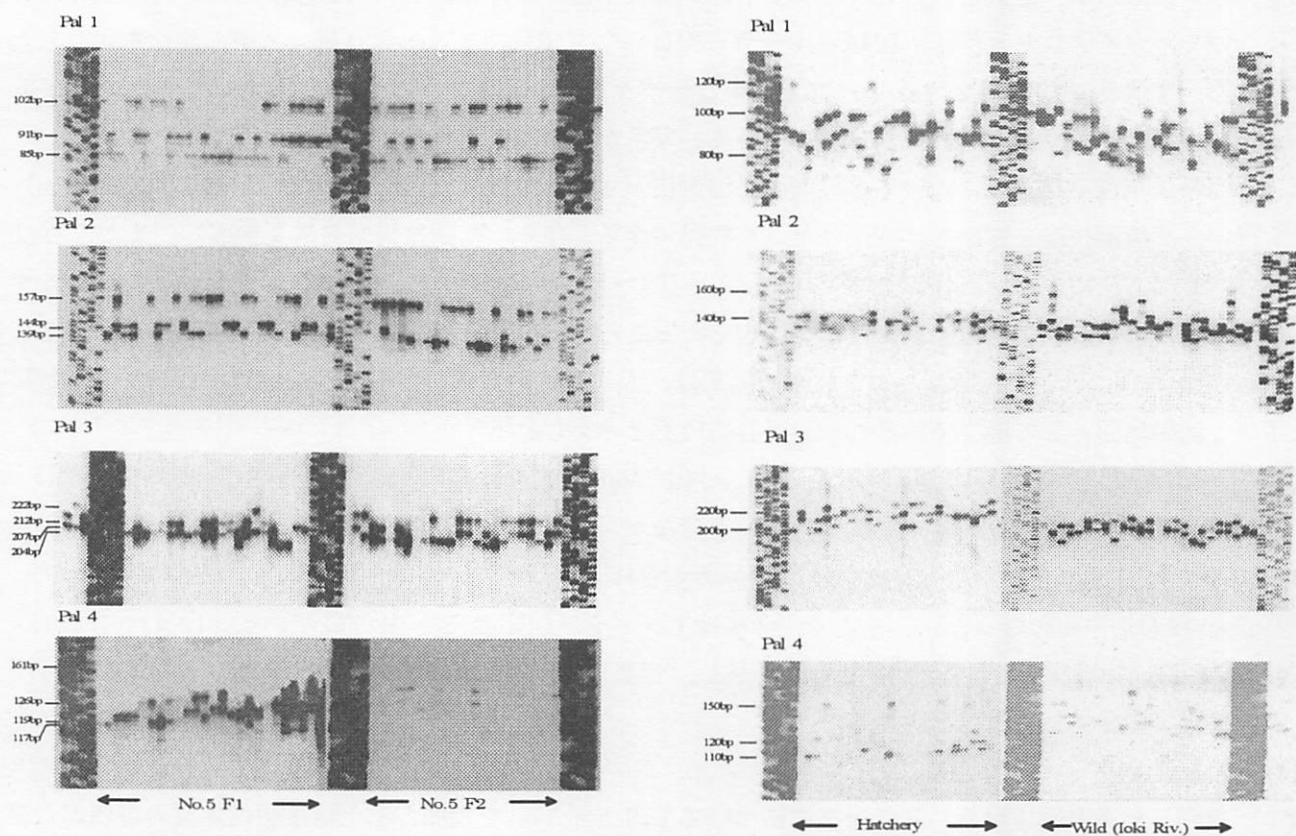 Pal 1
102bp
91bp
85bp
Pal 2
157bp
144bp
139bp
Pal 3
222bp
212bp
207bp
204bp
Pal 4
161bp
126bp
119bp
117bp
No.5 F1
No.5 F2
Pal 1
120bp
100bp
80bp
Pal 2
160bp
140bp
Pal 3
220bp
200bp
Pal 4
150bp
120bp
110bp
Hatchery
Wild (Ioki Riv.)